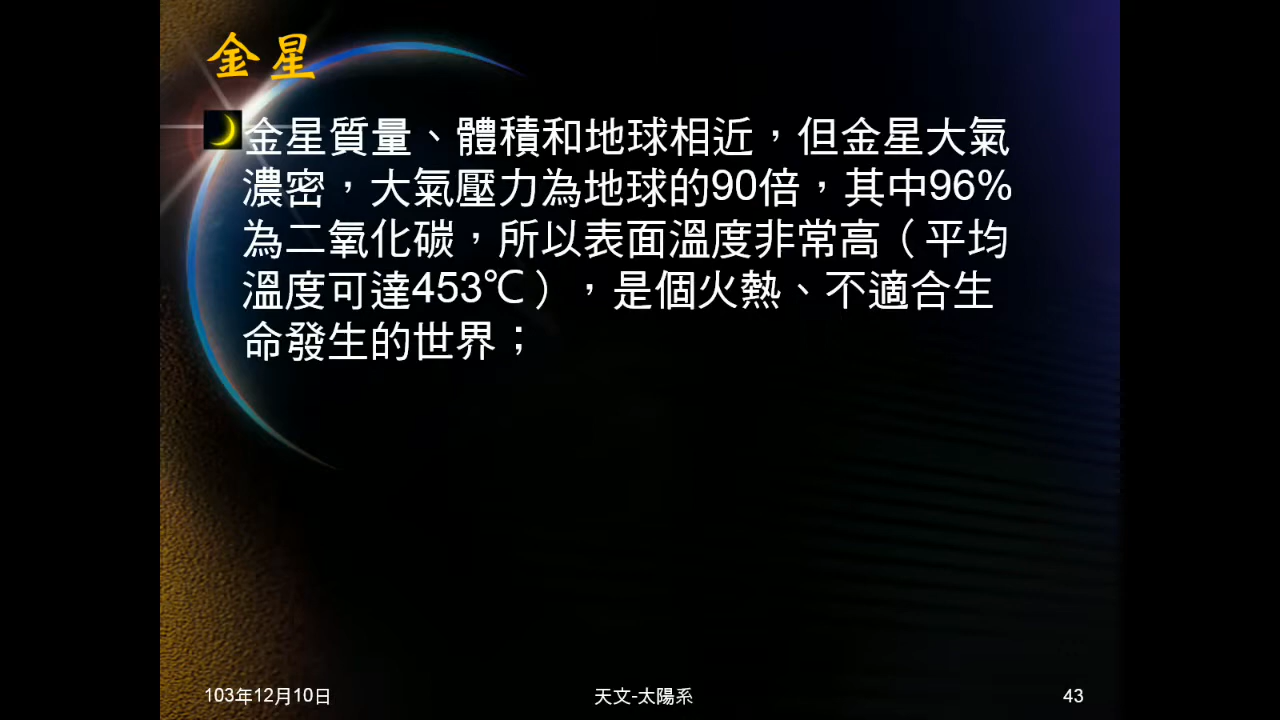 金星
金星質量、體積和地球相近，但金星大氣
濃密，大氣壓力為地球的90倍，其中96%
為二氧化碳，所以表面溫度非常高（平均
溫度可達453℃），是個火熱、不適合生
命發生的世界；
103年12月10日
天文-太陽系
43